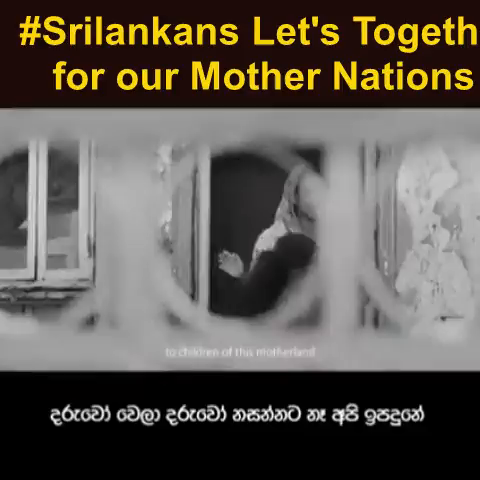 #Srilankans Let's Togeth
for our Mother Nations
to children of this motherland
දරුවෝ වෙලා දරුවෝ නසන්නට නෑ අපි ඉපදුනේ